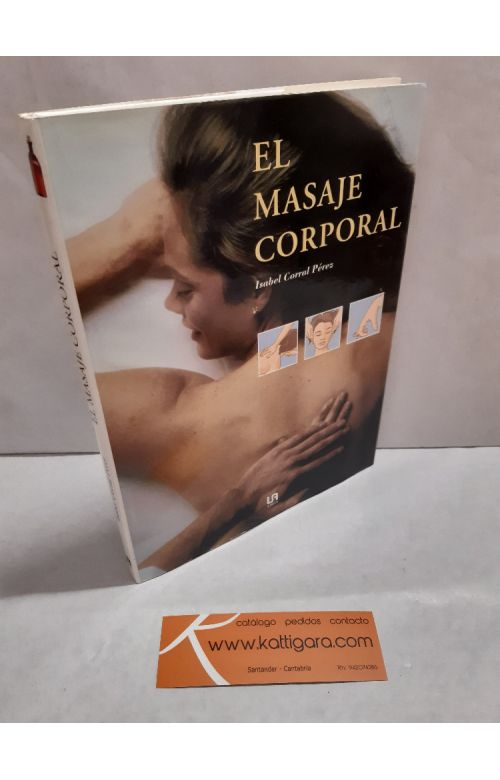 EL
MASAJE
CORPORAL
Isabel Corral Pérez
EL MASAJE CORPORAL
catálogo pedidos contacto
www.kattigara.com
Santander - Cantabria